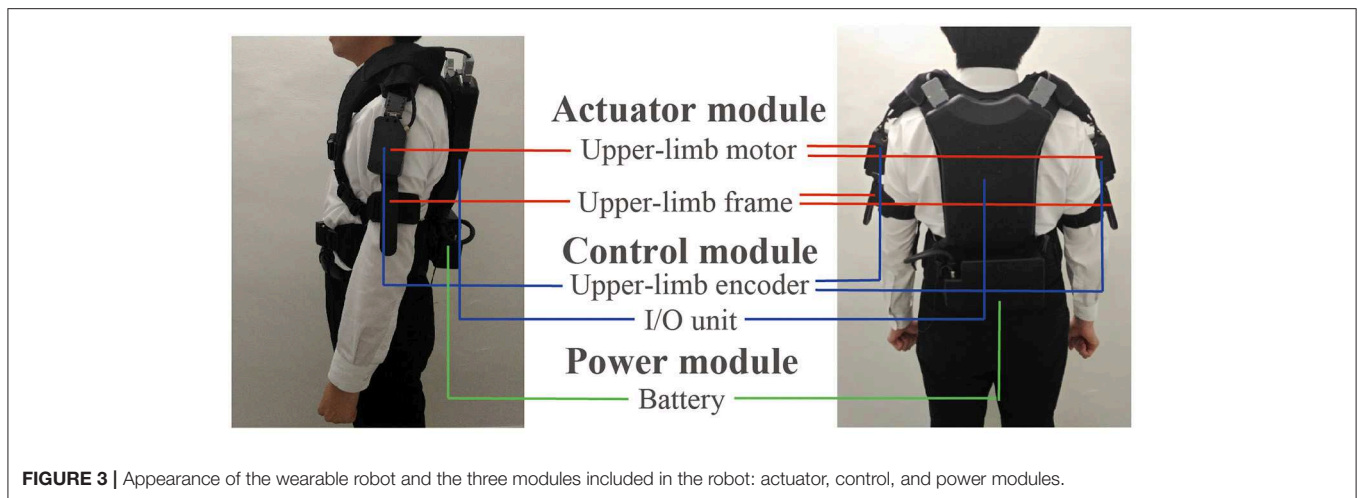 Actuator module
Upper-limb motor
Upper-limb frame
Control module
Upper-limb encoder
I/O unit
Power module
Battery
FIGURE 3 | Appearance of the wearable robot and the three modules included in the robot: actuator, control, and power modules.